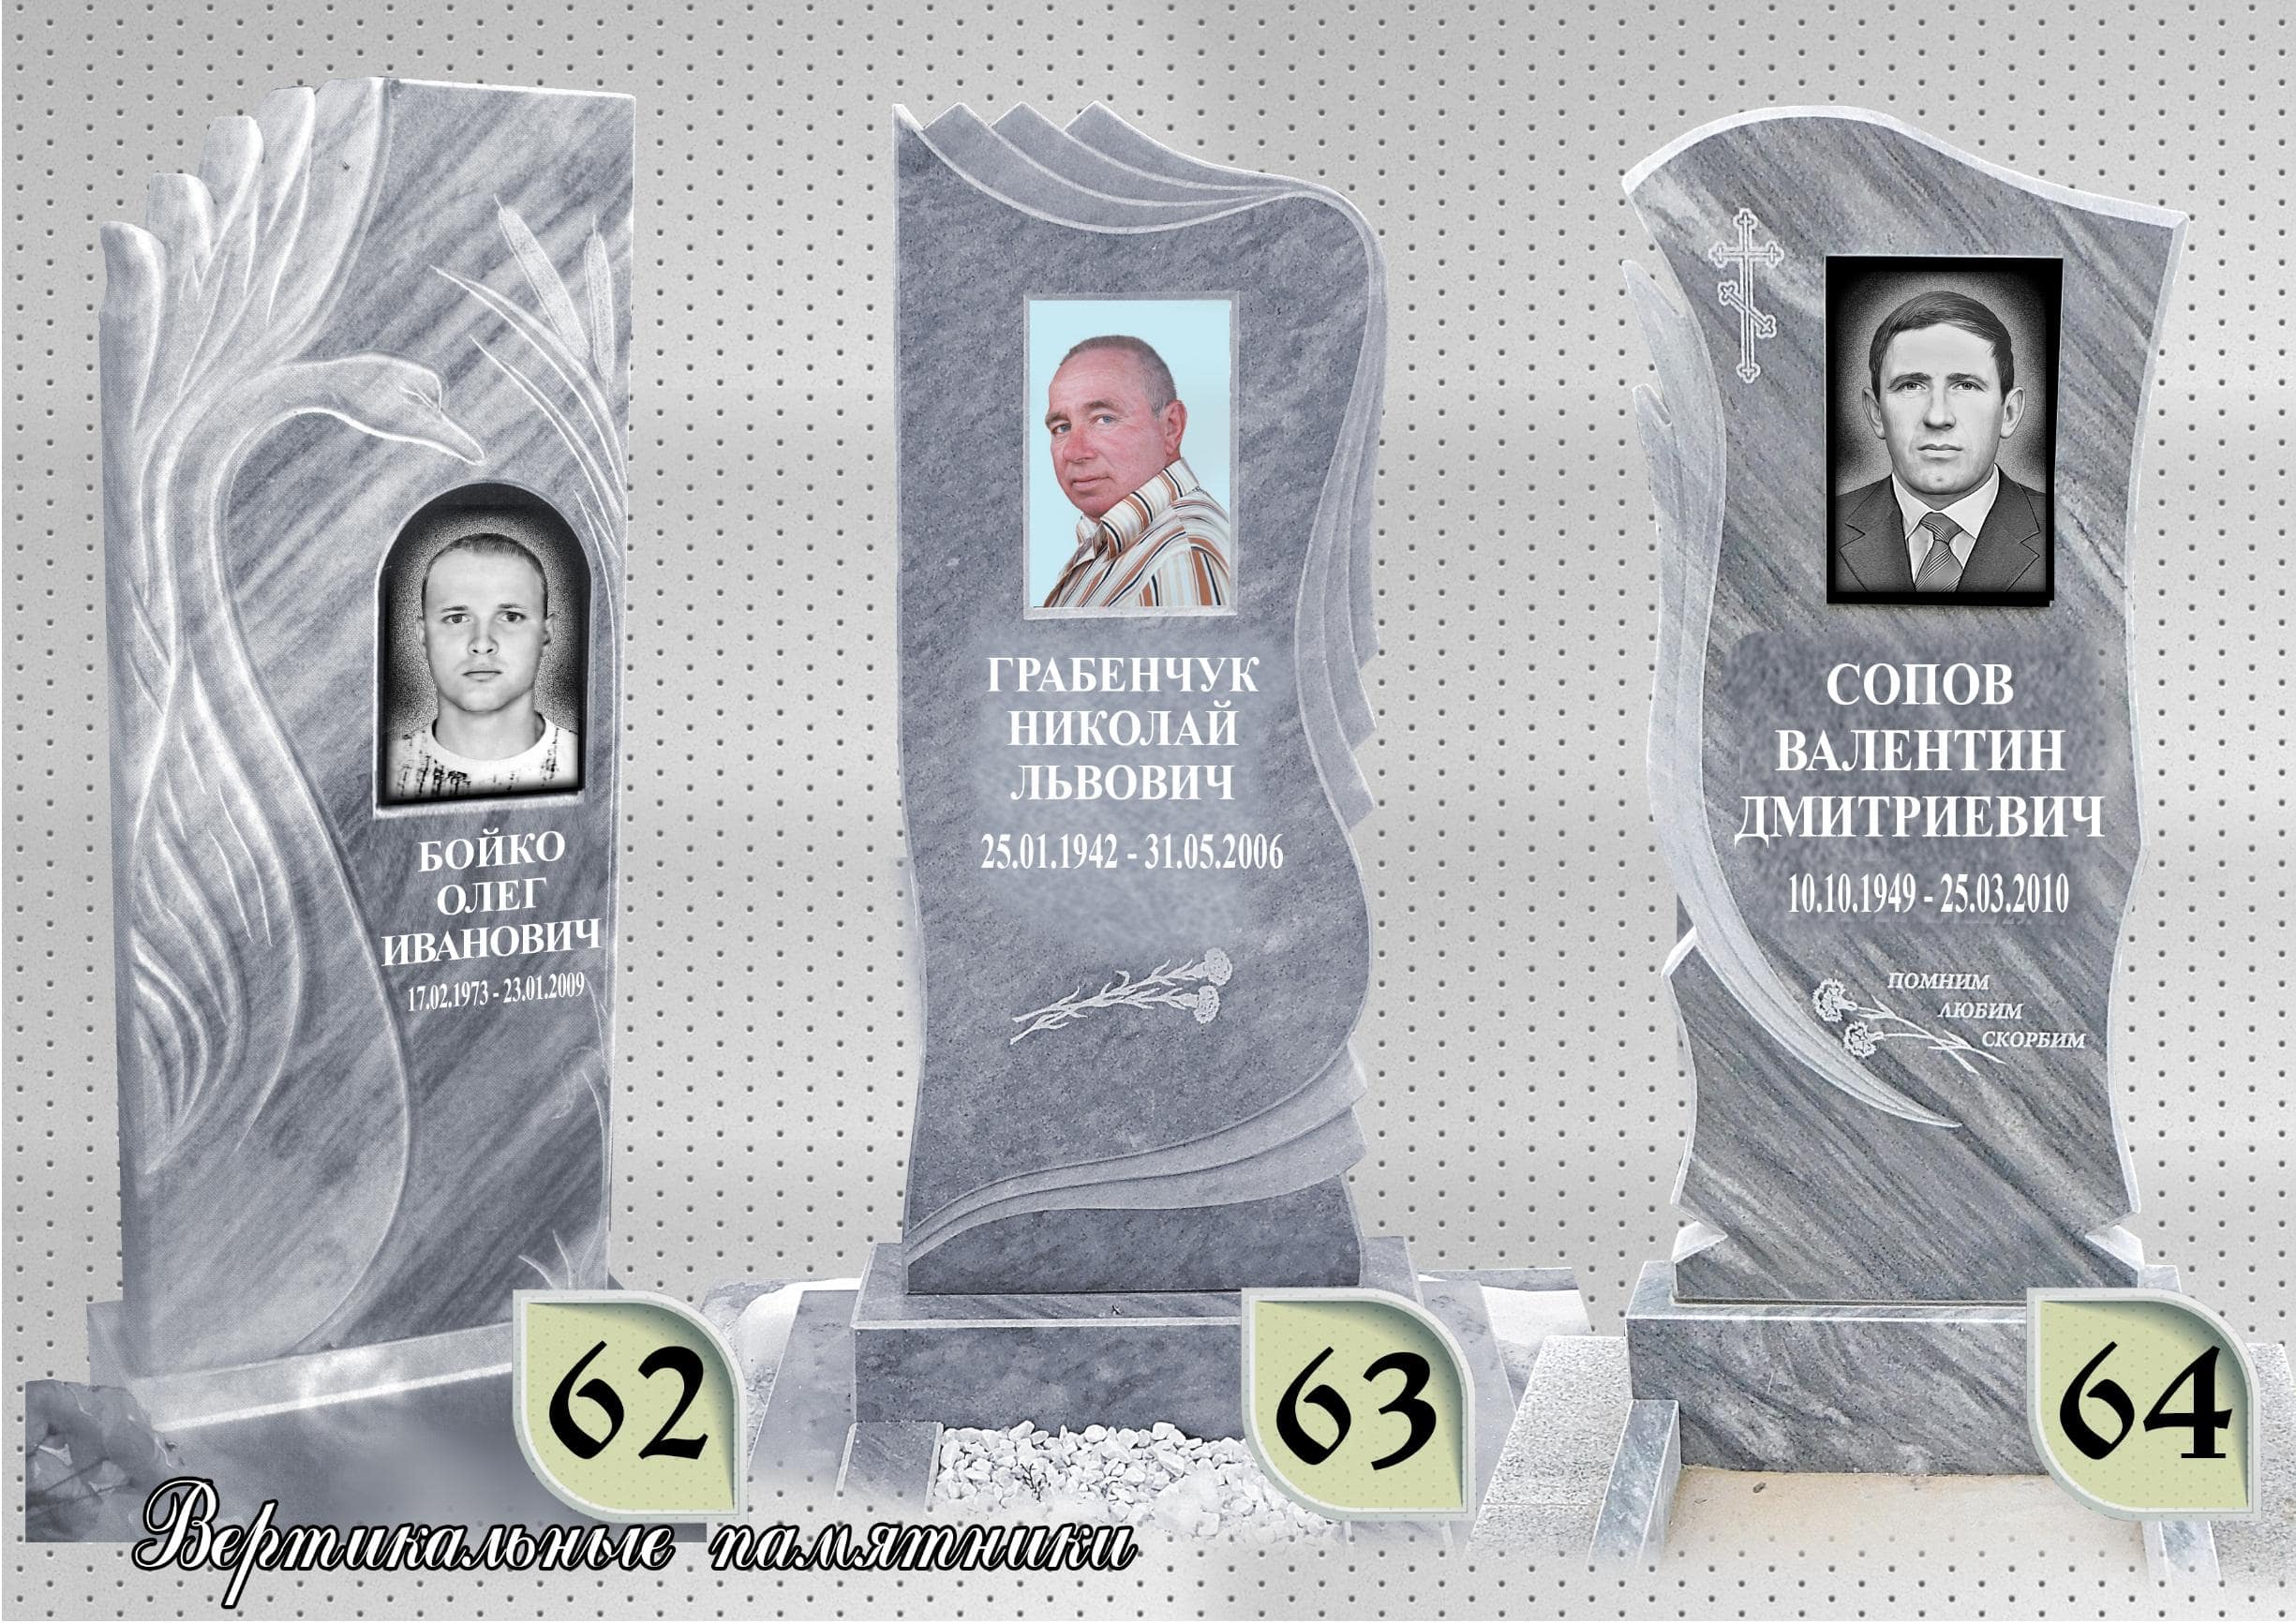 БОЙКО
ОЛЕГ
ИВАНОВИЧ
17.02.1973 - 23.01.2009
62
ГРАБЕНЧУК
НИКОЛАЙ
ЛЬВОВИЧ
25.01.1942 - 31.05.2006
63
СОПОВ
ВАЛЕНТИН
ДМИТРИЕВИЧ
10.10.1949 - 25.03.2010
ПОМНИМ
ЛЮБИМ
СКОРБИМ
64
Вертикальные памятники